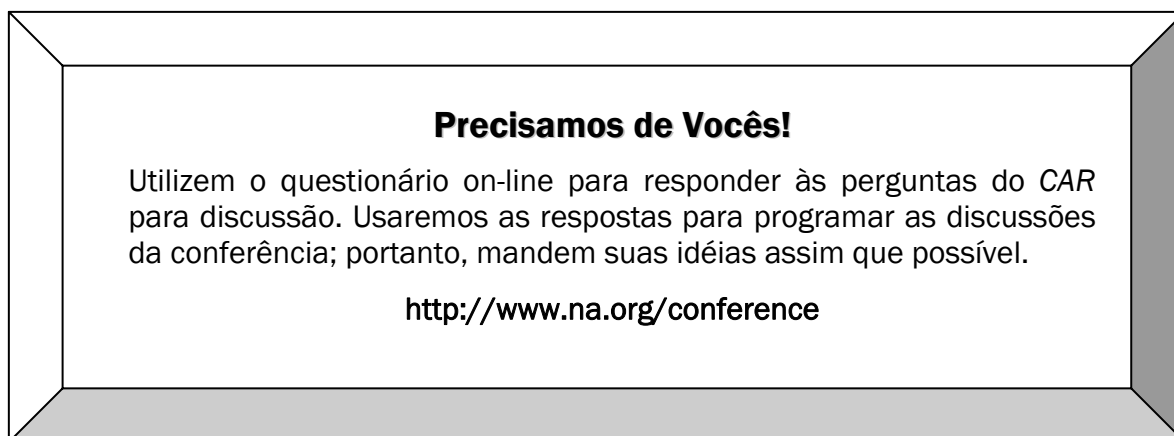 Precisamos de Vocês!
Utilizem o questionário on-line para responder às perguntas do CAR
para discussão. Usaremos as respostas para programar as discussões
da conferência; portanto, mandem suas idéias assim que possível.
http://www.na.org/conference